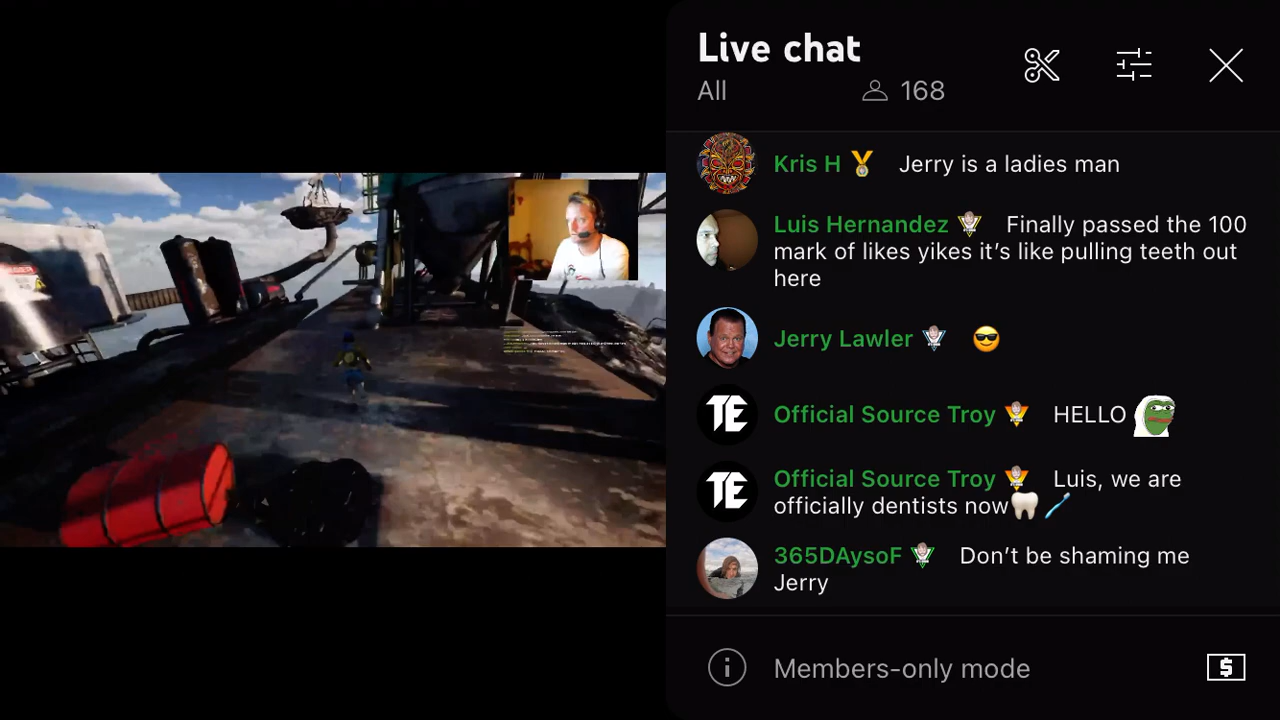 Live chat
All 168
Kris H Jerry is a ladies man
Luis Hernandez Finally passed the 100
mark of likes yikes it's like pulling teeth out
here
Jerry Lawler 😎
TE Official Source Troy HELLO
TE Official Source Troy Luis, we are
officially dentists now🦷🪥
365DAysoF Don't be shaming me
Jerry
Members-only mode